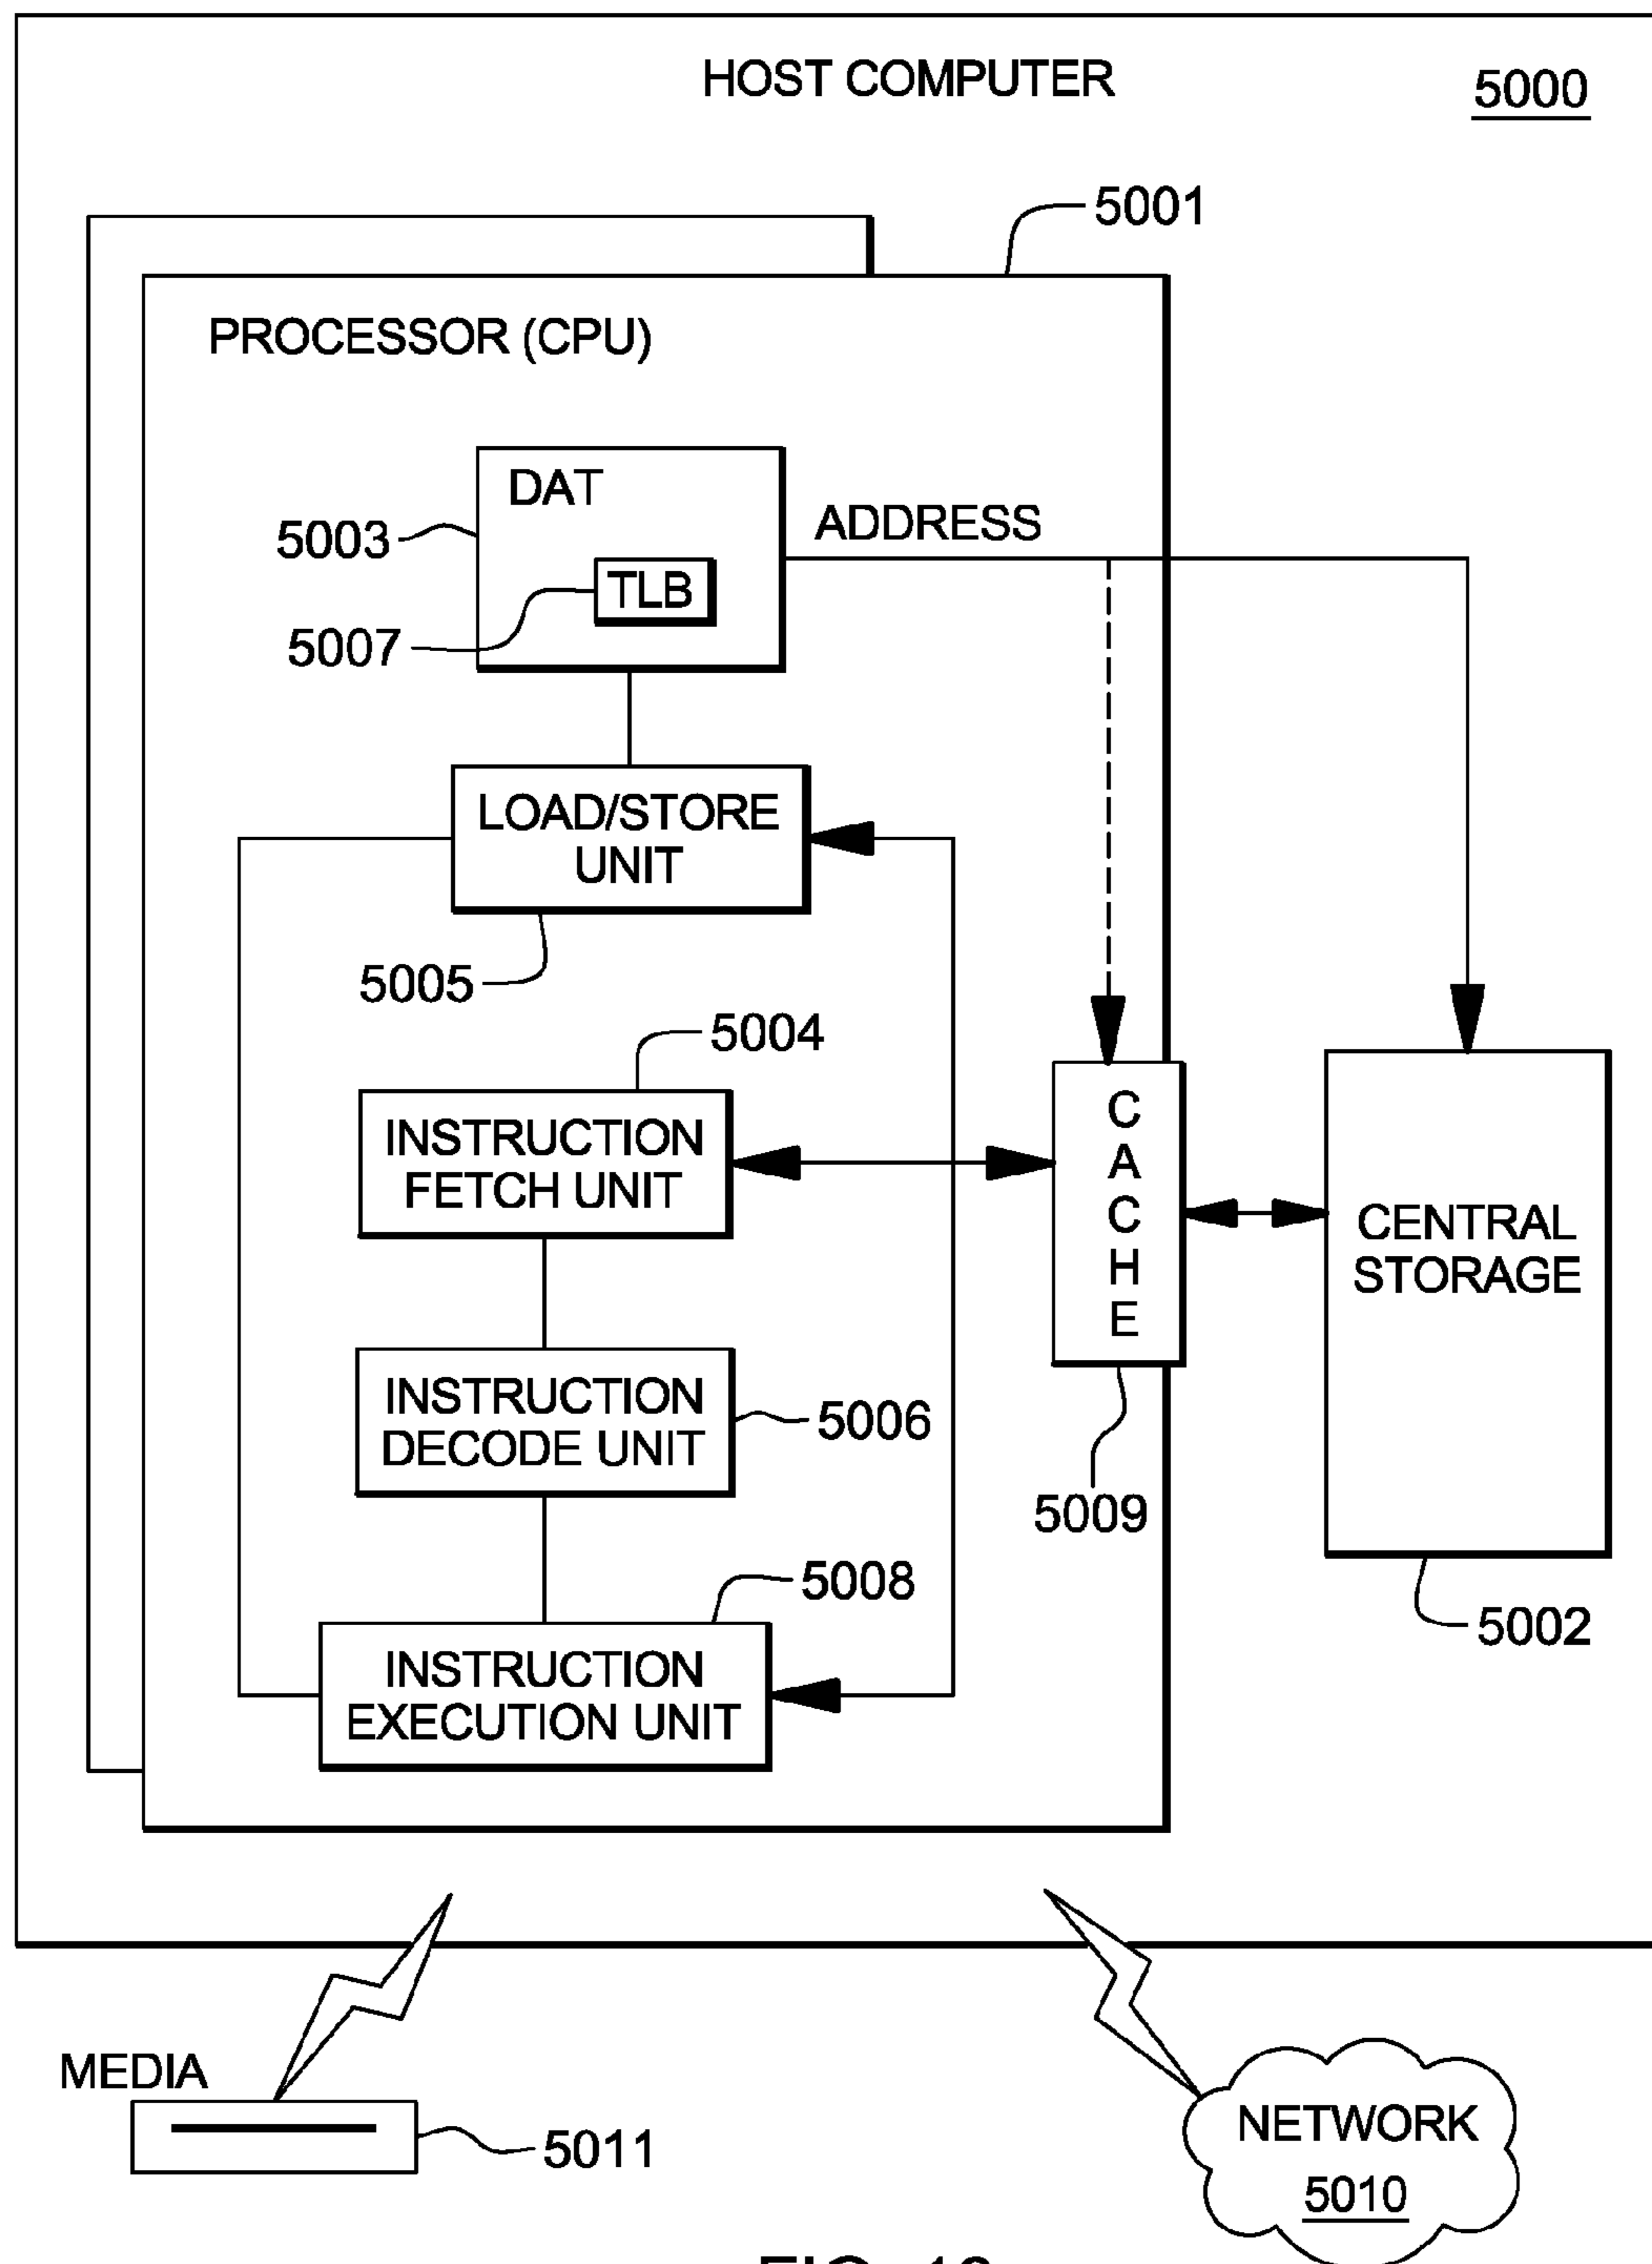 HOST COMPUTER
5000
5001
PROCESSOR (CPU)
DAT
ADDRESS
5003
TLB
5007
LOAD/STORE
UNIT
5005
5004
INSTRUCTION
FETCH UNIT
CACHE
CENTRAL
STORAGE
INSTRUCTION
DECODE UNIT
5006
5009
5008
5002
INSTRUCTION
EXECUTION UNIT
MEDIA
5011
NETWORK
5010